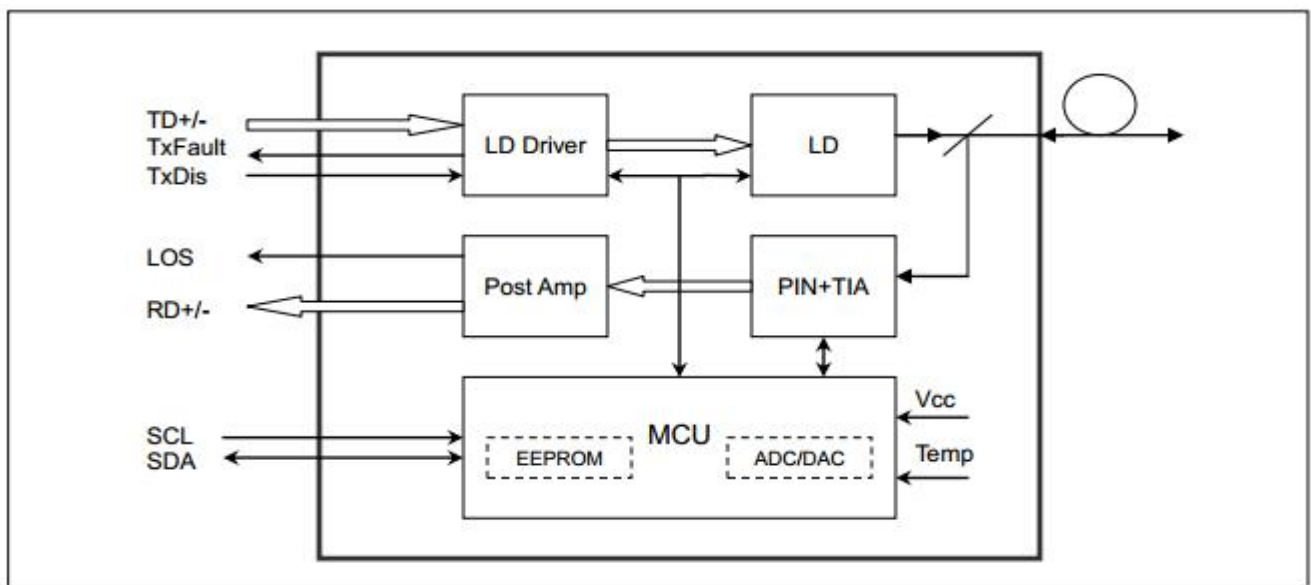 TD+/-
TxFault
TxDis
LD Driver
LD
LOS
RD+/-
Post Amp
PIN+TIA
SCL
SDA
MCU
EEPROM
ADC/DAC
Vcc
Temp